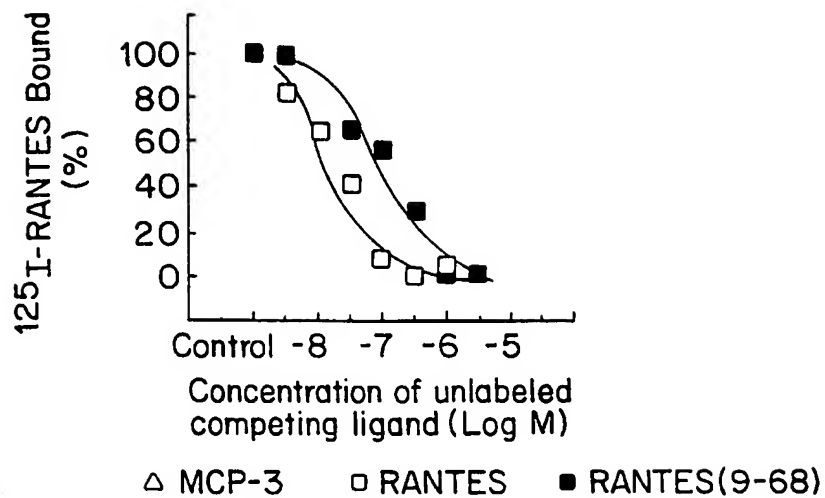 125I-RANTES Bound
(%)
100
80
60
40
20
0
Control -8 -7 -6 -5
Concentration of unlabeled
competing ligand (Log M)
△ MCP-3 □ RANTES ■ RANTES(9-68)